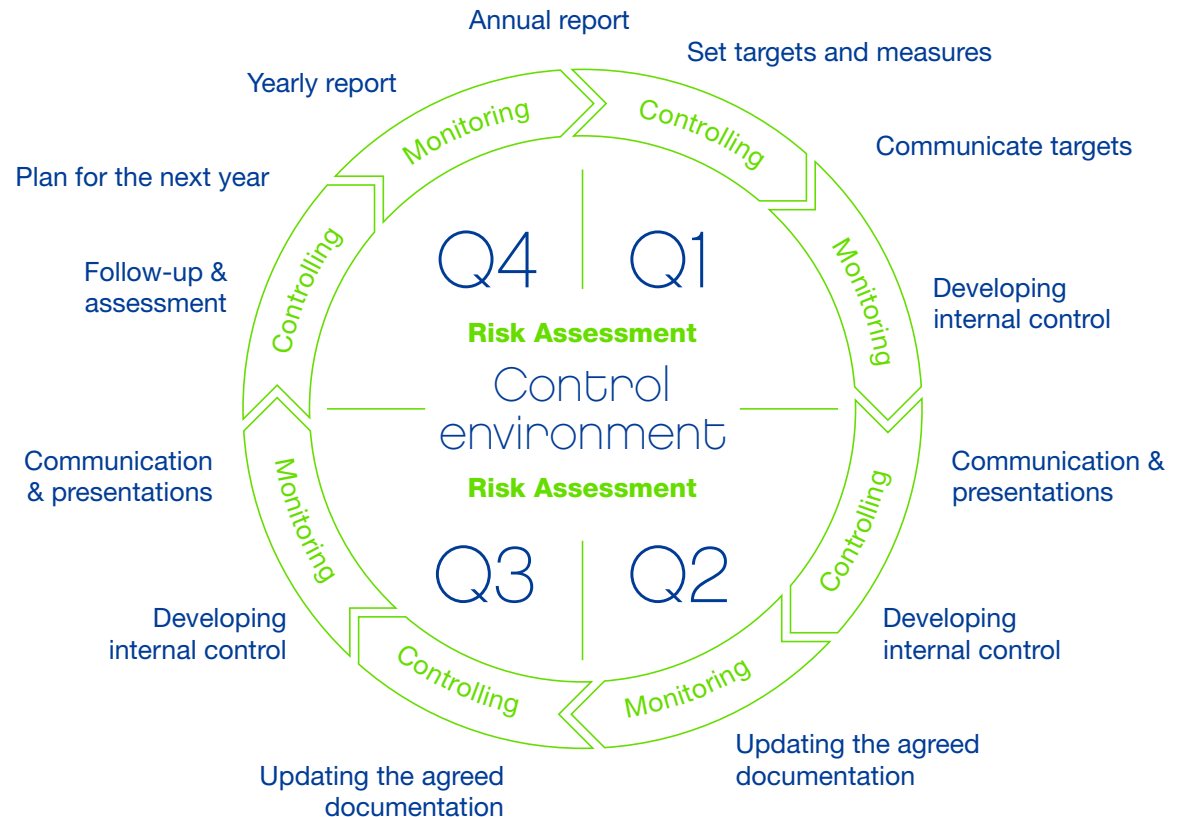 Annual report
Set targets and measures
Yearly report
Monitoring
Controlling
Communicate targets
Plan for the next year
Controlling
Monitoring
Q4
Q1
Follow-up &
assessment
Developing
internal control
Risk Assessment
Control
environment
Risk Assessment
Communication
& presentations
Communication &
presentations
Monitoring
Controlling
Q3
Q2
Developing
internal control
Developing
internal control
Controlling
Monitoring
Updating the agreed
documentation
Updating the agreed
documentation